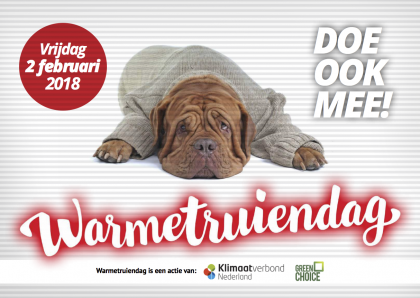 Vrijdag
2 februari
2018
DOE
OOK
MEE!
Warmetruiendag
Warmetruiendag is een actie van:
Klimaatverbond
Nederland
GREEN
CHOICE